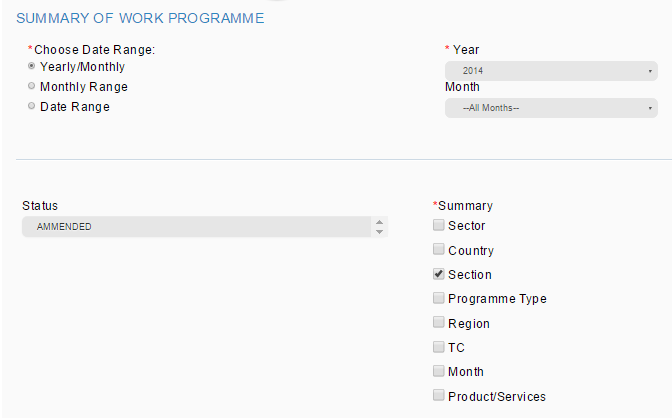 SUMMARY OF WORK PROGRAMME
*Choose Date Range:
Yearly/Monthly
Monthly Range
Date Range
* Year
2014
Month
--All Months--
Status
AMMENDED
*Summary
Sector
Country
Section
Programme Type
Region
TC
Month
Product/Services